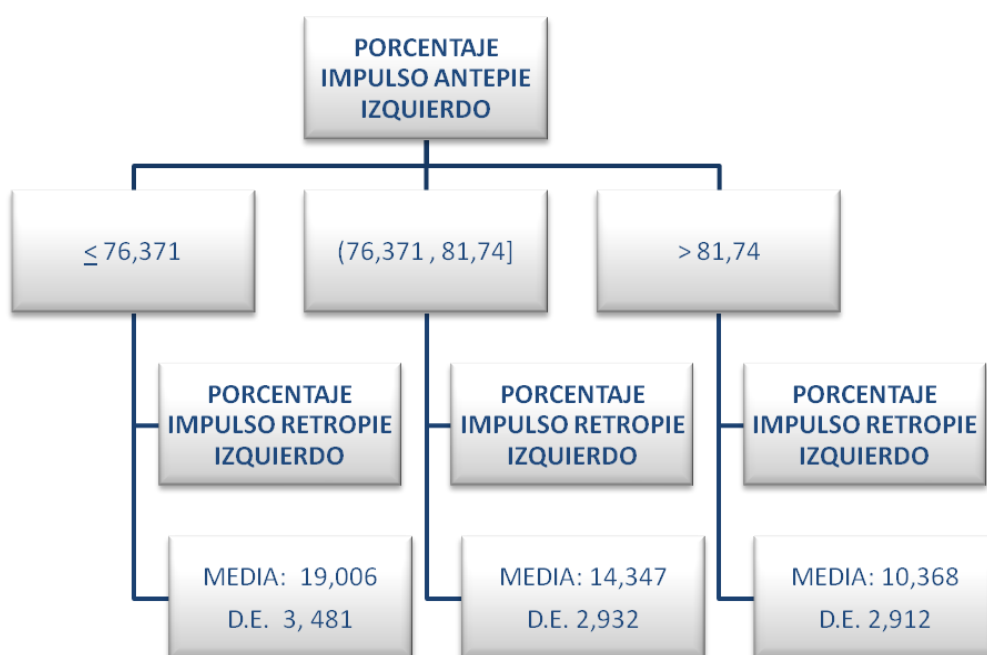 PORCENTAJE
IMPULSO ANTEPIE
IZQUIERDO
≤ 76,371
(76,371 , 81,74]
> 81,74
PORCENTAJE
IMPULSO RETROPIE
IZQUIERDO
PORCENTAJE
IMPULSO RETROPIE
IZQUIERDO
PORCENTAJE
IMPULSO RETROPIE
IZQUIERDO
MEDIA: 19,006
D.E. 3, 481
MEDIA: 14,347
D.E. 2,932
MEDIA: 10,368
D.E. 2,912